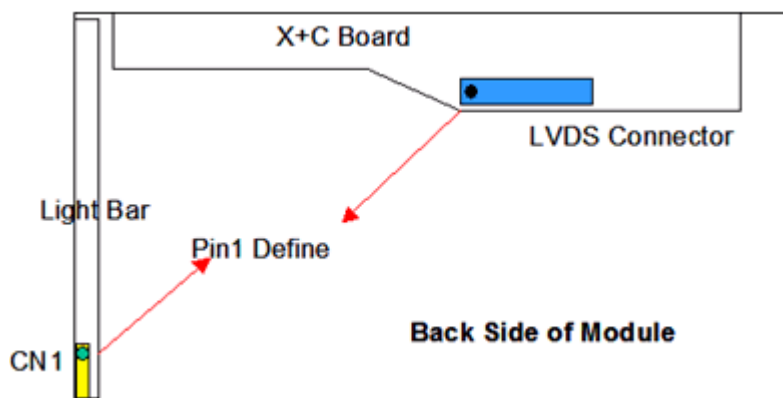 X+C Board
LVDS Connector
Light Bar
Pin1 Define
Back Side of Module
CN1